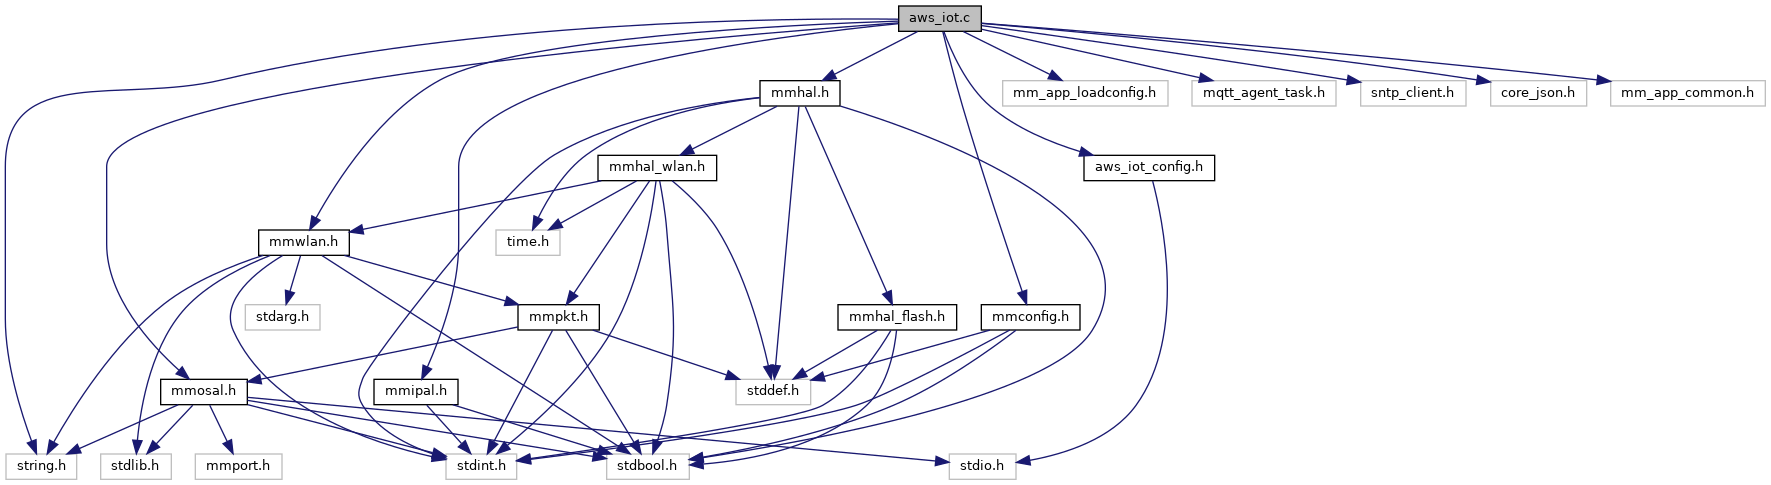 aws_iot.c
mmhal.h
mm_app_loadconfig.h
mqtt_agent_task.h
sntp_client.h
core_json.h
mm_app_common.h
mmhal_wlan.h
aws_iot_config.h
mmwlan.h
time.h
stdarg.h
mmpkt.h
mmhal_flash.h
mmconfig.h
mmosal.h
mmipal.h
stddef.h
string.h
stdlib.h
mmport.h
stdint.h
stdbool.h
stdio.h